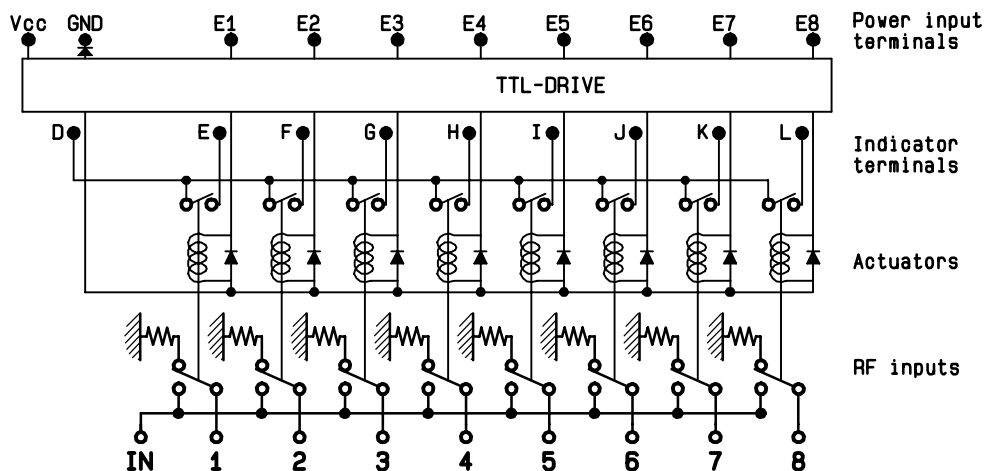 Vcc GND E1 E2 E3 E4 E5 E6 E7 E8 Power input
terminals
TTL-DRIVE
D E F G H I J K L Indicator
terminals
Actuators
RF inputs
IN 1 2 3 4 5 6 7 8